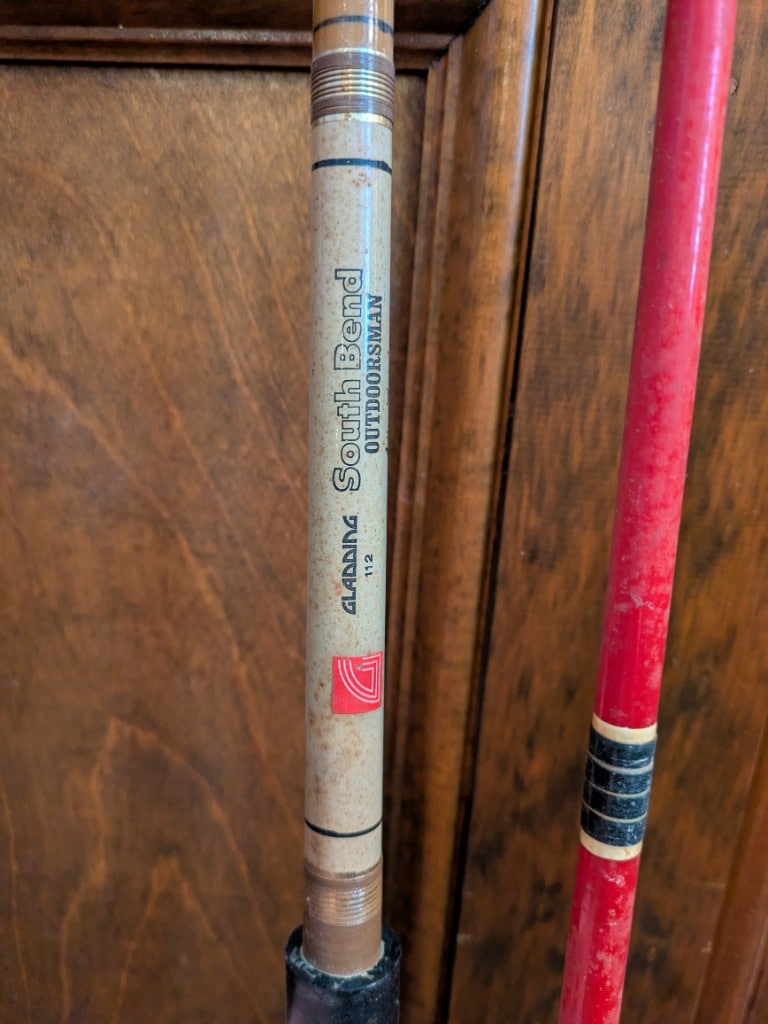 GLADDING South Bend
112 OUTDOORSMAN